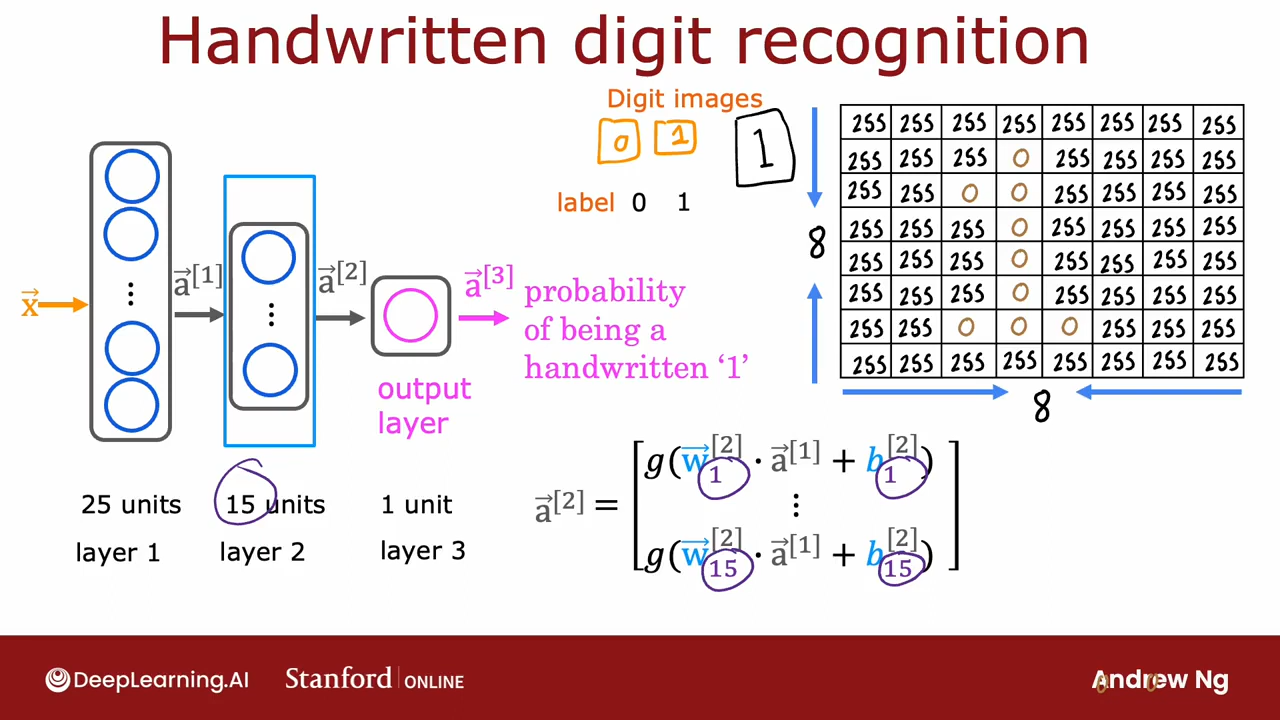 Handwritten digit recognition
Digit images
0 1 1
label 0 1
x⃗
a⃗[1]
a⃗[2]
a⃗[3]
probability
of being a
handwritten ‘1’
output
layer
25 units 15 units 1 unit
layer 1 layer 2 layer 3
255 255 255 255 255 255 255 255
255 255 255 0 255 255 255 255
255 255 0 0 255 255 255 255
255 255 255 0 255 255 255 255
255 255 255 0 255 255 255 255
255 255 255 0 255 255 255 255
255 255 0 0 0 255 255 255
255 255 255 255 255 255 255 255
8
8
a⃗[2] =
g(w⃗1[2] · a⃗[1] + b1[2])
⋮
g(w⃗15[2] · a⃗[1] + b15[2])
DeepLearning.AI Stanford | ONLINE Andrew Ng
0 0